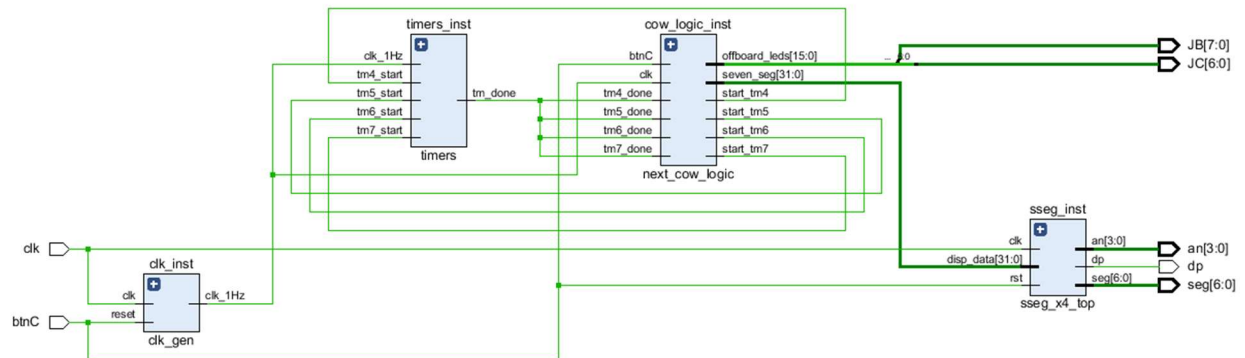 timers_inst
clk_1Hz
tm4_start
tm5_start
tm6_start
tm7_start
tm_done
timers
cow_logic_inst
btnC
clk
tm4_done
tm5_done
tm6_done
tm7_done
offboard_leds[15:0]
seven_seg[31:0]
start_tm4
start_tm5
start_tm6
start_tm7
next_cow_logic
JB[7:0]
JC[6:0]
sseg_inst
clk
disp_data[31:0]
rst
an[3:0]
dp
seg[6:0]
sseg_x4_top
an[3:0]
dp
seg[6:0]
clk
btnC
clk_inst
clk
reset
clk_1Hz
clk_gen